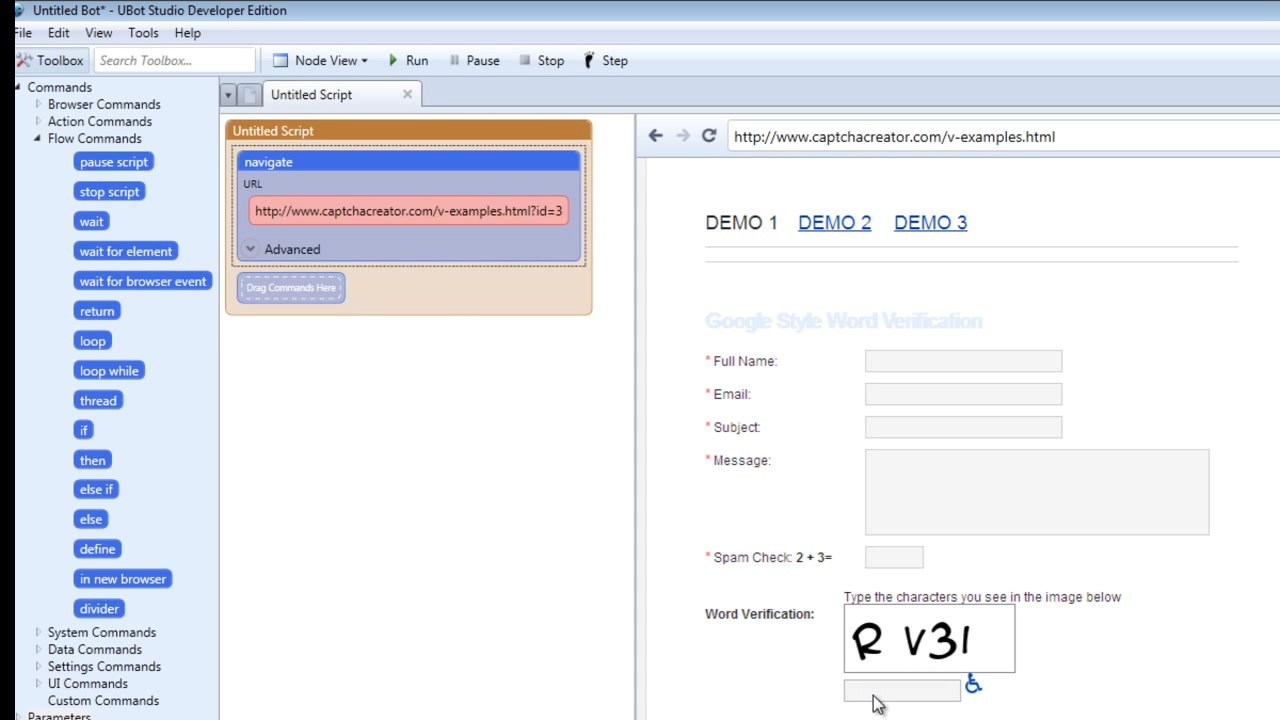 Untitled Bot* - UBot Studio Developer Edition
File Edit View Tools Help
Toolbox Search Toolbox... Node View Run Pause Stop Step
Commands
Browser Commands
Action Commands
Flow Commands
pause script
stop script
wait
wait for element
wait for browser event
return
loop
loop while
thread
if
then
else if
else
define
in new browser
divider
System Commands
Data Commands
Settings Commands
UI Commands
Custom Commands
Parameters
Untitled Script
Untitled Script
navigate
URL
http://www.captchacreator.com/v-examples.html?id=3
Advanced
Drag Commands Here
http://www.captchacreator.com/v-examples.html
DEMO 1 DEMO 2 DEMO 3
Google Style Word Verification
* Full Name:
* Email:
* Subject:
* Message:
* Spam Check: 2 + 3=
Type the characters you see in the image below
Word Verification:
R V31